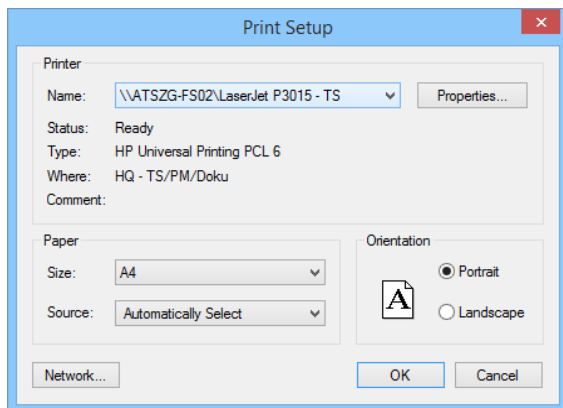 Print Setup
Printer
Name: \\ATSZG-FS02\LaserJet P3015 - TS Properties...
Status: Ready
Type: HP Universal Printing PCL 6
Where: HQ - TS/PM/Doku
Comment:
Paper Orientation
Size: A4 Portrait
A
Source: Automatically Select Landscape
Network... OK Cancel